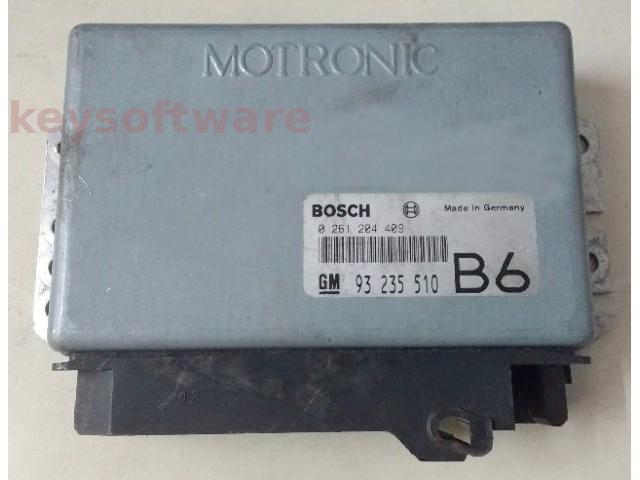 MOTRONIC
keysoftware
BOSCH Made in Germany
0 261 204 409
GM 93 235 510 B6